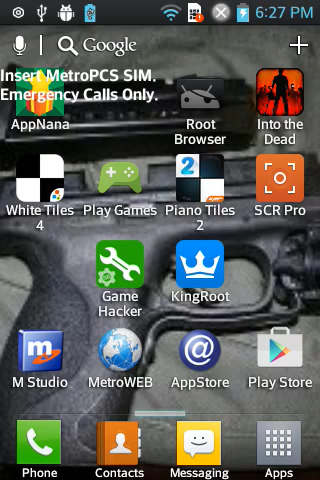 6:27 PM
Google
Insert MetroPCS SIM.
Emergency Calls Only.
AppNana
Root
Browser
Into the
Dead
White Tiles
4
Play Games
2
Piano Tiles
2
SCR Pro
Game
Hacker
KingRoot
m
M Studio
MetroWEB
@
AppStore
Play Store
Phone
Contacts
Messaging
Apps